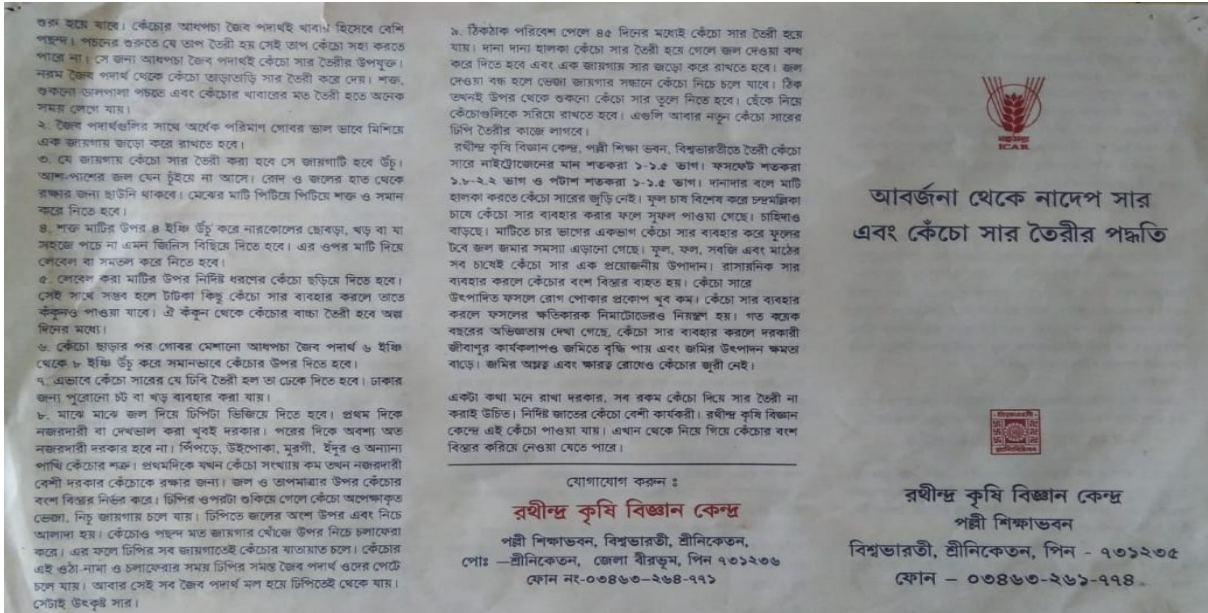 শুরু হয়ে যাবে। কেঁচোর আধপচা জৈব পদার্থই খাবার হিসেবে বেশি
পছন্দ। পচনের শুরুতে যে তাপ তৈরী হয় সেই তাপ কেঁচো সহ্য করতে
পারে না। সে জন্য আধপচা জৈব পদার্থই কেঁচো সার তৈরীর উপযুক্ত।
নরম জৈব পদার্থ থেকে কেঁচো তাড়াতাড়ি সার তৈরী করে দেয়। শক্ত,
শুকনো ডালপালা পচতে এবং কেঁচোর খাবারের মত তৈরী হতে অনেক
সময় লেগে যায়।
২. জৈব পদার্থগুলির সাথে অর্ধেক পরিমাণ গোবর ভাল ভাবে মিশিয়ে
এক জায়গায় জড়ো করে রাখতে হবে।
৩. যে জায়গায় কেঁচো সার তৈরী করা হবে সে জায়গাটি হবে উঁচু।
আশ-পাশের জল যেন চুঁইয়ে না আসে। রোদ ও জলের হাত থেকে
রক্ষার জন্য ছাউনি থাকবে। মেঝের মাটি পিটিয়ে পিটিয়ে শক্ত ও সমান
করে নিতে হবে।
৪. শক্ত মাটির উপর ৪ ইঞ্চি উঁচু করে নারকোলের ছোবড়া, খড় বা যা
সহজে পচে না এমন জিনিস বিছিয়ে দিতে হবে। এর ওপর মাটি দিয়ে
লেবেল বা সমতল করে নিতে হবে।
৫. লেবেল করা মাটির উপর নির্দিষ্ট ধরণের কেঁচো ছড়িয়ে দিতে হবে।
সেই সাথে সম্ভব হলে টাটকা কিছু কেঁচো সার ব্যবহার করলে তাতে
কঁকুনও পাওয়া যাবে। ঐ কঁকুন থেকে কেঁচোর বাচ্চা তৈরী হবে অল্প
দিনের মধ্যে।
৬. কেঁচো ছাড়ার পর গোবর মেশানো আধপচা জৈব পদার্থ ৬ ইঞ্চি
থেকে ৮ ইঞ্চি উঁচু করে সমানভাবে কেঁচোর উপর দিতে হবে।
৭. এভাবে কেঁচো সারের যে ঢিবি তৈরী হল তা ঢেকে দিতে হবে। ঢাকার
জন্য পুরোনো চট বা খড় ব্যবহার করা যায়।
৮. মাঝে মাঝে জল দিয়ে ঢিপিটা ভিজিয়ে দিতে হবে। প্রথম দিকে
নজরদারী বা দেখভাল করা খুবই দরকার। পরের দিকে অবশ্য অত
নজরদারী দরকার হবে না। পিঁপড়ে, উইপোকা, মুরগী, ইঁদুর ও অন্যান্য
পাখি কেঁচোর শত্রু। প্রথমদিকে যখন কেঁচো সংখ্যায় কম তখন নজরদারী
বেশী দরকার কেঁচোকে রক্ষার জন্য। জল ও তাপমাত্রার উপর কেঁচোর
বংশ বিস্তার নির্ভর করে। ঢিপির ওপরটা শুকিয়ে গেলে কেঁচো অপেক্ষাকৃত
ভেজা, নিচু জায়গায় চলে যায়। ঢিপিতে জলের অংশ উপর এবং নিচে
আলাদা হয়। কেঁচোও পছন্দ মত জায়গার খোঁজে উপর নিচে চলাফেরা
করে। এর ফলে ঢিপির সব জায়গাতেই কেঁচোর যাতায়াত চলে। কেঁচোর
এই ওঠা-নামা ও চলাফেরার সময় ঢিপির সমস্ত জৈব পদার্থ ওদের পেটে
চলে যায়। আবার সেই সব জৈব পদার্থ মল হয়ে ঢিপিতেই থেকে যায়।
সেটাই উৎকৃষ্ট সার।
৯. ঠিকঠাক পরিবেশ পেলে ৪৫ দিনের মধ্যেই কেঁচো সার তৈরী হয়ে
যায়। দানা দানা হালকা কেঁচো সার তৈরী হয়ে গেলে জল দেওয়া বন্ধ
করে দিতে হবে এবং এক জায়গায় সার জড়ো করে রাখতে হবে। জল
দেওয়া বন্ধ হলে ভেজা জায়গার সন্ধানে কেঁচো নিচে চলে যাবে। ঠিক
তখনই উপর থেকে শুকনো কেঁচো সার তুলে নিতে হবে। ছেঁকে নিয়ে
কেঁচোগুলিকে সরিয়ে রাখতে হবে। এগুলি আবার নতুন কেঁচো সারের
ঢিপি তৈরীর কাজে লাগবে।
রথীন্দ্র কৃষি বিজ্ঞান কেন্দ্র, পল্লী শিক্ষা ভবন, বিশ্বভারতীতে তৈরী কেঁচো
সারে নাইট্রোজেনের মান শতকরা ১-১.৫ ভাগ। ফসফেট শতকরা
১.৮-২.২ ভাগ ও পটাশ শতকরা ১-১.৫ ভাগ। দানাদার বলে মাটি
হালকা করতে কেঁচো সারের জুড়ি নেই। ফুল চাষ বিশেষ করে চন্দ্রমল্লিকা
চাষে কেঁচো সার ব্যবহার করার ফলে সুফল পাওয়া গেছে। চাহিদাও
বাড়ছে। মাটিতে চার ভাগের একভাগ কেঁচো সার ব্যবহার করে ফুলের
টবে জল জমার সমস্যা এড়ানো গেছে। ফুল, ফল, সবজি এবং মাঠের
সব চাষেই কেঁচো সার এক প্রয়োজনীয় উপাদান। রাসায়নিক সার
ব্যবহার করলে কেঁচোর বংশ বিস্তার ব্যহত হয়। কেঁচো সারে
উৎপাদিত ফসলে রোগ পোকার প্রকোপ খুব কম। কেঁচো সার ব্যবহার
করলে ফসলের ক্ষতিকারক নিমাটোডেরও নিয়ন্ত্রণ হয়। গত কয়েক
বছরের অভিজ্ঞতায় দেখা গেছে, কেঁচো সার ব্যবহার করলে দরকারী
জীবাণুর কার্যকলাপও জমিতে বৃদ্ধি পায় এবং জমির উৎপাদন ক্ষমতা
বাড়ে। জমির অম্লত্ব এবং ক্ষারত্ব রোধেও কেঁচোর জুরী নেই।
একটা কথা মনে রাখা দরকার, সব রকম কেঁচো দিয়ে সার তৈরী না
করাই উচিত। নির্দিষ্ট জাতের কেঁচো বেশী কার্যকরী। রথীন্দ্র কৃষি বিজ্ঞান
কেন্দ্রে এই কেঁচো পাওয়া যায়। এখান থেকে নিয়ে গিয়ে কেঁচোর বংশ
বিস্তার করিয়ে নেওয়া যেতে পারে।
যোগাযোগ করুন ঃ
রথীন্দ্র কৃষি বিজ্ঞান কেন্দ্র
পল্লী শিক্ষাভবন, বিশ্বভারতী, শ্রীনিকেতন,
পোঃ —শ্রীনিকেতন, জেলা বীরভূম, পিন ৭৩১২৩৬
ফোন নং-০৩৪৬৩-২৬৪-৭৭১
ICAR
আবর্জনা থেকে নাদেপ সার
এবং কেঁচো সার তৈরীর পদ্ধতি
রথীন্দ্র কৃষি বিজ্ঞান কেন্দ্র
পল্লী শিক্ষাভবন
বিশ্বভারতী, শ্রীনিকেতন, পিন - ৭৩১২৩৫
ফোন – ০৩৪৬৩-২৬১-৭৭৪